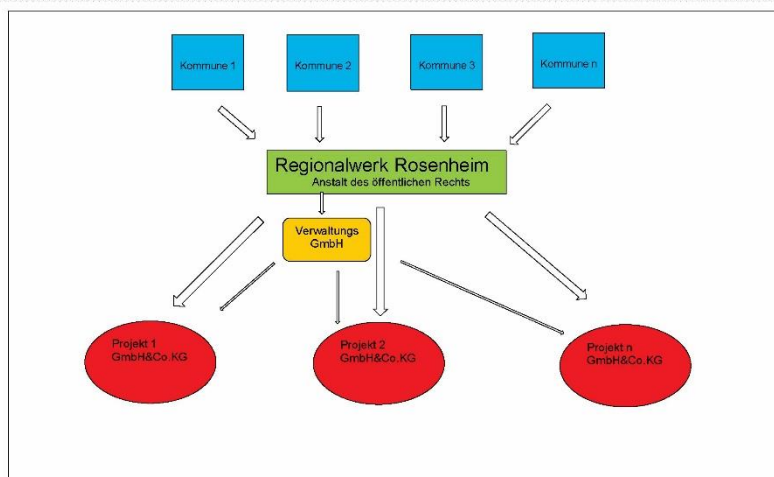 Kommune 1
Kommune 2
Kommune 3
Kommune n
Regionalwerk Rosenheim
Anstalt des öffentlichen Rechts
Verwaltungs
GmbH
Projekt 1
GmbH&Co.KG
Projekt 2
GmbH&Co.KG
Projekt n
GmbH&Co.KG